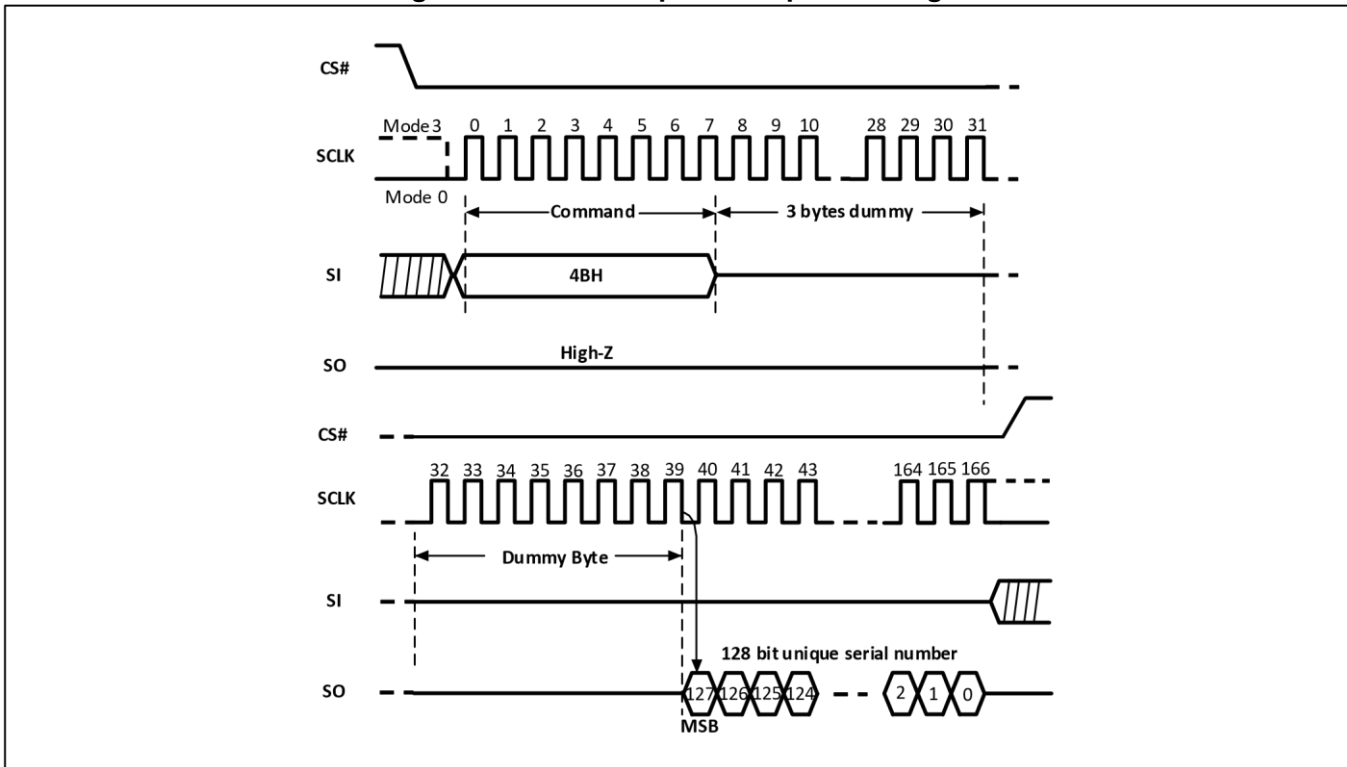 CS#
Mode 3 0 1 2 3 4 5 6 7 8 9 10 28 29 30 31
SCLK
Mode 0
Command 3 bytes dummy
SI 4BH
High-Z
SO
CS#
32 33 34 35 36 37 38 39 40 41 42 43 164 165 166
SCLK
Dummy Byte
SI
128 bit unique serial number
SO 127 126 125 124 2 1 0
MSB